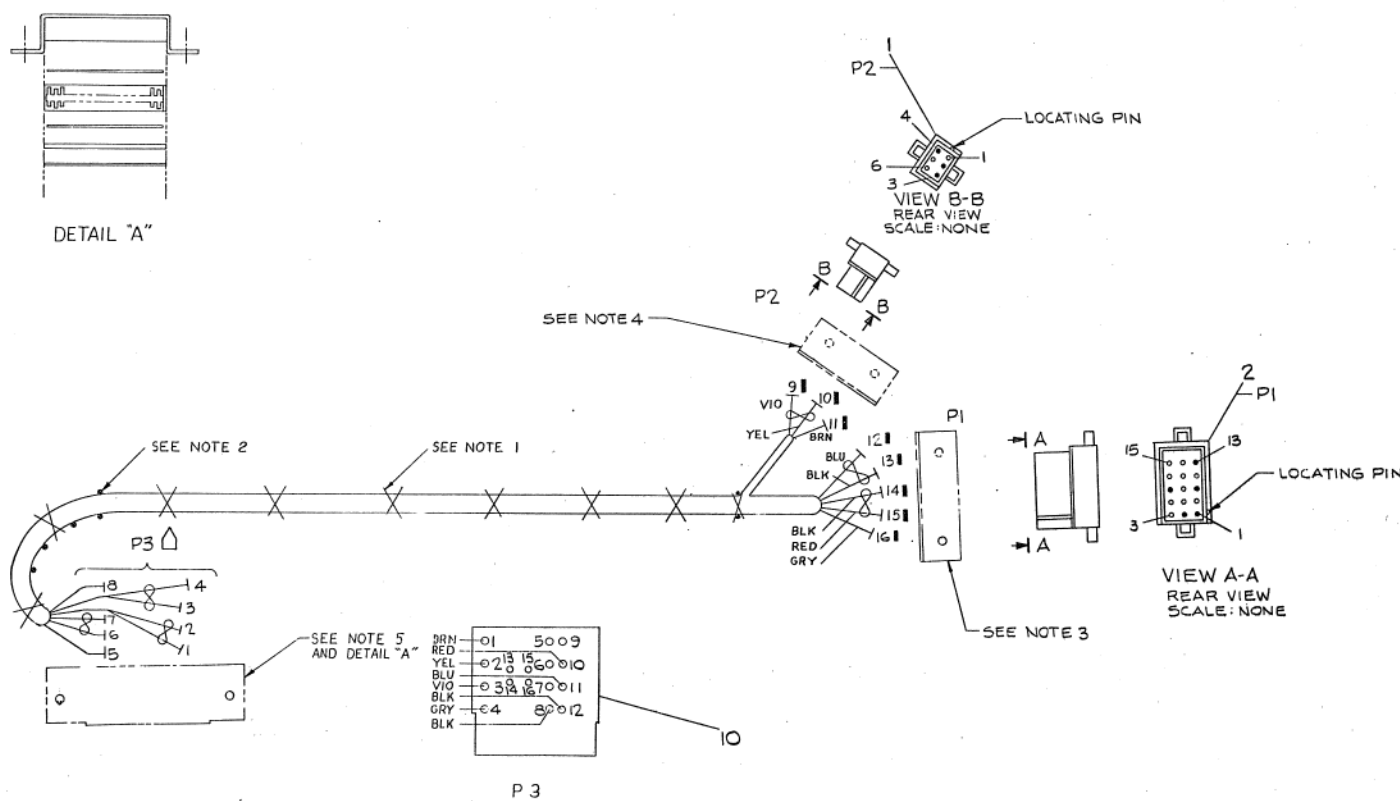 DETAIL "A"
1
P2
4
LOCATING PIN
1
6
3
VIEW B-B
REAR VIEW
SCALE:NONE
B
P2
B
SEE NOTE 4
9
VIO
10
11
YEL
BRN
12
BLU
13
BLK
14
15
BLK
16
RED
GRY
P1
A
A
2
P1
15
13
LOCATING PIN
3
1
VIEW A-A
REAR VIEW
SCALE: NONE
SEE NOTE 3
SEE NOTE 2
SEE NOTE 1
P3
8
4
3
7
2
6
1
5
SEE NOTE 5
AND DETAIL "A"
BRN 1 5 9
RED
YEL 2 13 15 6 10
BLU
VIO 3 14 16 7 11
BLK
GRY 4 8 12
BLK
10
P3